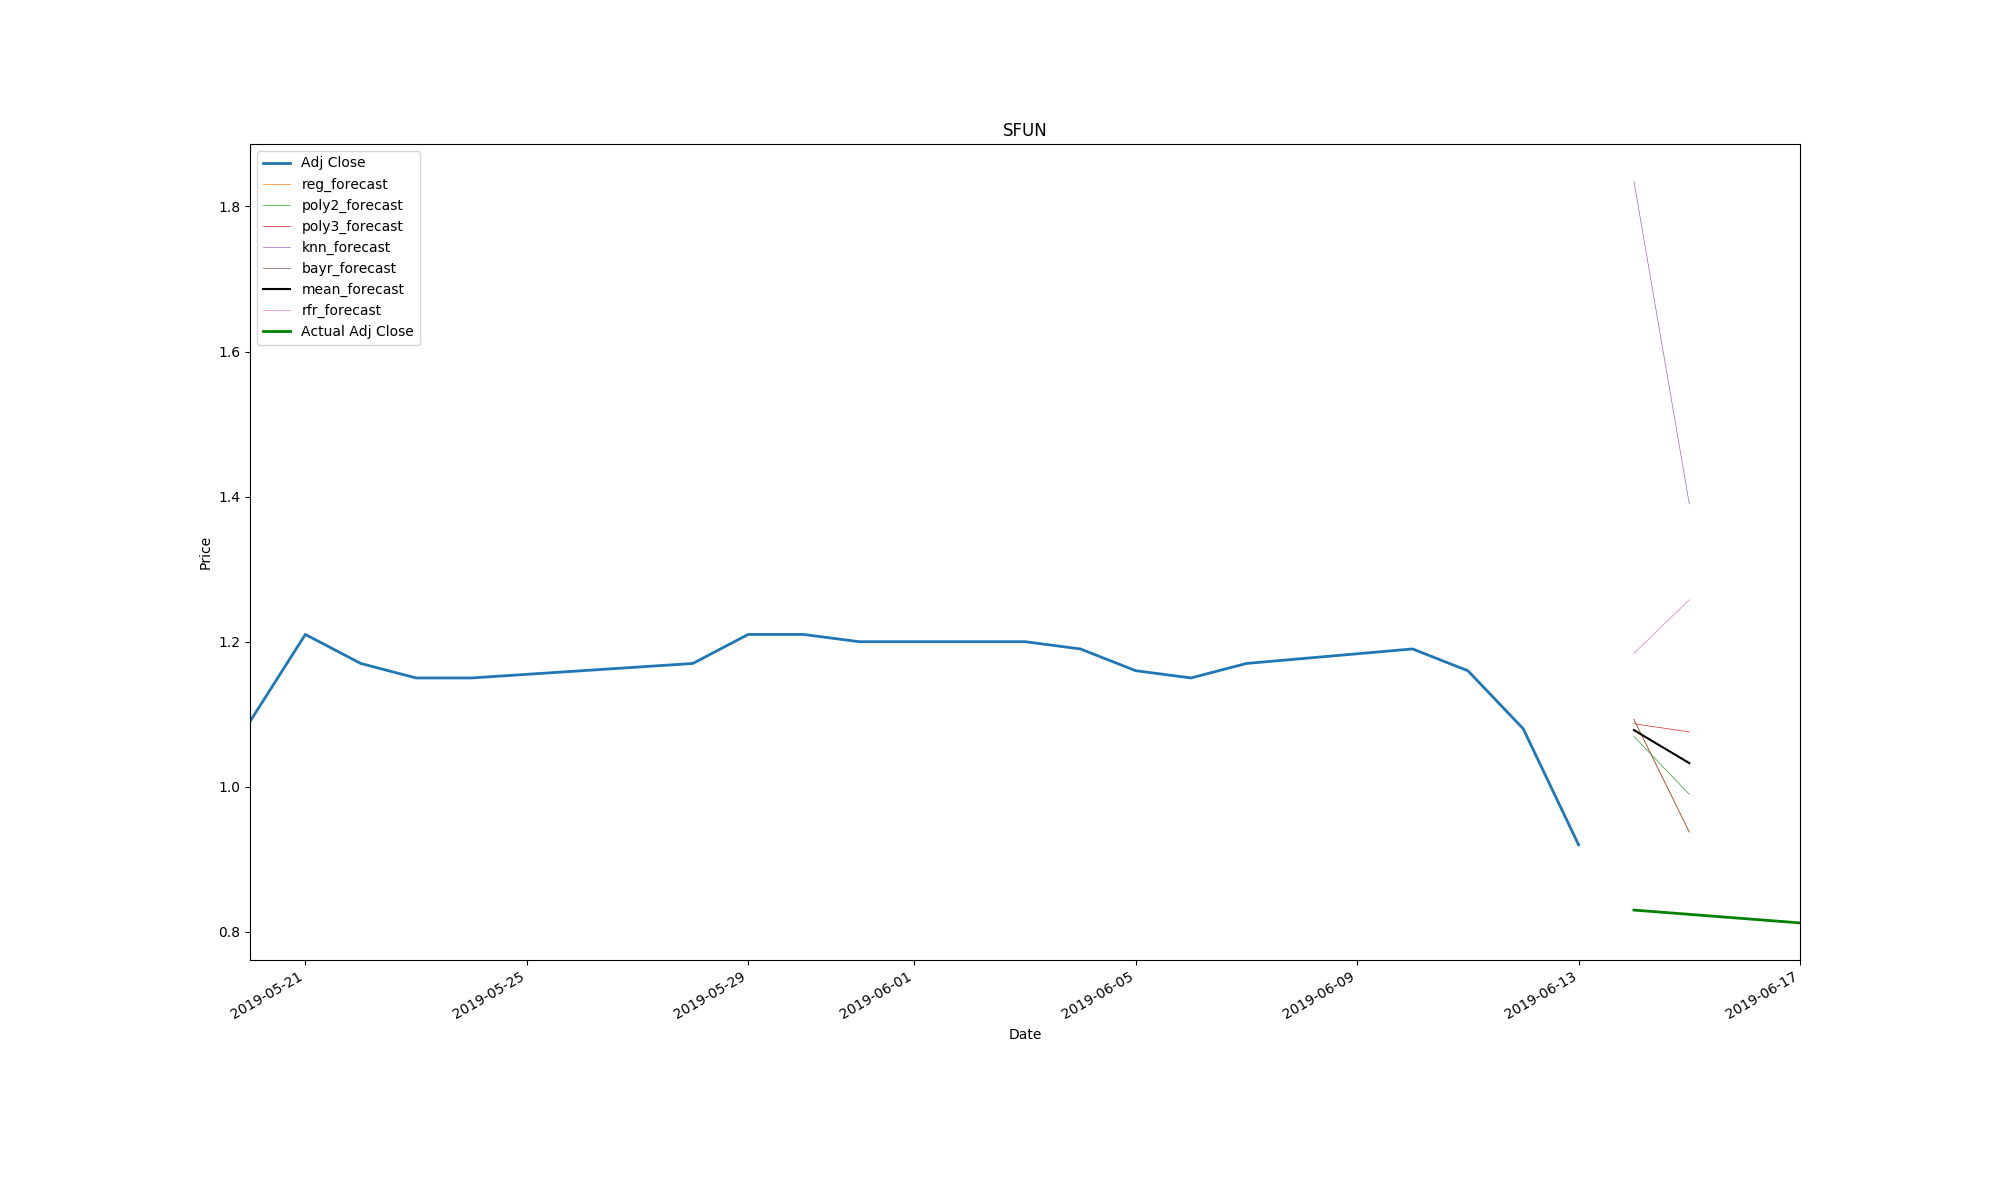 SFUN
Adj Close
reg_forecast
poly2_forecast
poly3_forecast
knn_forecast
bayr_forecast
mean_forecast
rfr_forecast
Actual Adj Close
Price
1.8
1.6
1.4
1.2
1.0
0.8
2019-05-21
2019-05-25
2019-05-29
2019-06-01
2019-06-05
2019-06-09
2019-06-13
2019-06-17
Date